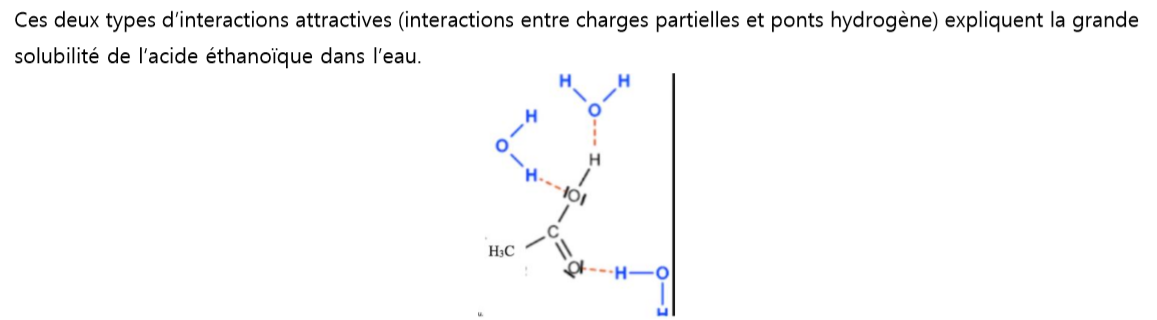 Ces deux types d'interactions attractives (interactions entre charges partielles et ponts hydrogène) expliquent la grande
solubilité de l'acide éthanoïque dans l'eau.
H H
O
H
O
H
H
O
C
H₃C
O H O
H